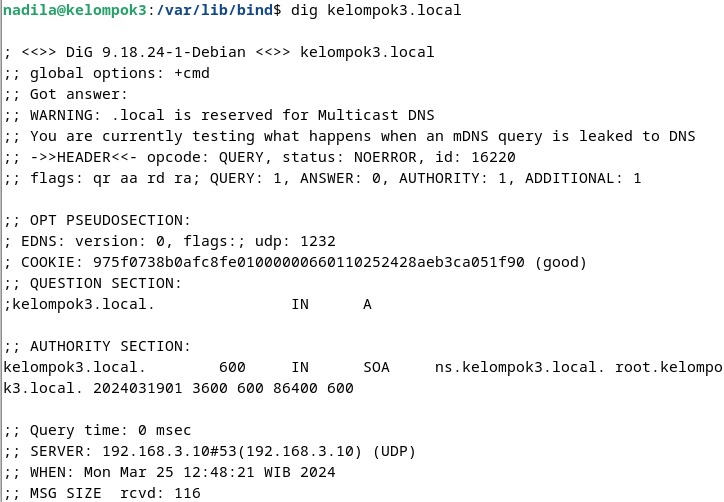 nadila@kelompok3:/var/lib/bind$ dig kelompok3.local
; <<>> DiG 9.18.24-1-Debian <<>> kelompok3.local
;; global options: +cmd
;; Got answer:
;; WARNING: .local is reserved for Multicast DNS
;; You are currently testing what happens when an mDNS query is leaked to DNS
;; ->>HEADER<<- opcode: QUERY, status: NOERROR, id: 16220
;; flags: qr aa rd ra; QUERY: 1, ANSWER: 0, AUTHORITY: 1, ADDITIONAL: 1
;; OPT PSEUDOSECTION:
; EDNS: version: 0, flags:; udp: 1232
; COOKIE: 975f0738b0afc8fe01000000660110252428aeb3ca051f90 (good)
;; QUESTION SECTION:
;kelompok3.local. IN A
;; AUTHORITY SECTION:
kelompok3.local. 600 IN SOA ns.kelompok3.local. root.kelompo
k3.local. 2024031901 3600 600 86400 600
;; Query time: 0 msec
;; SERVER: 192.168.3.10#53(192.168.3.10) (UDP)
;; WHEN: Mon Mar 25 12:48:21 WIB 2024
;; MSG SIZE rcvd: 116